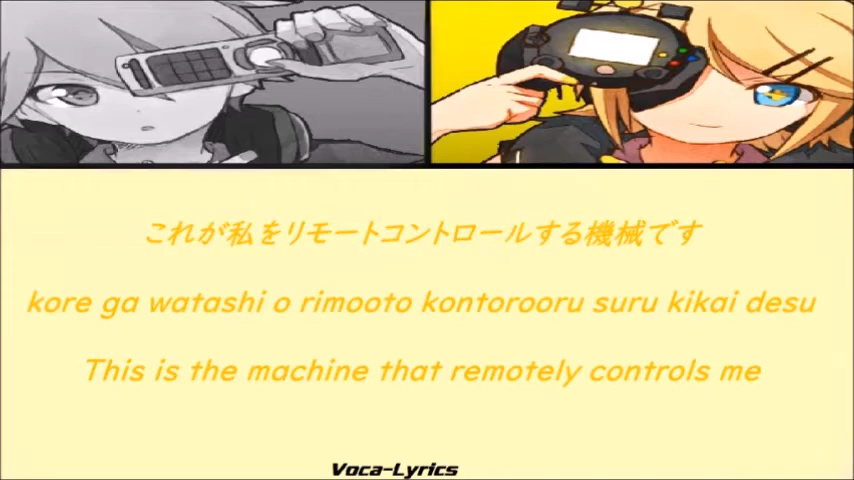 これが私をリモートコントロールする機械です
kore ga watashi o rimooto kontorooru suru kikai desu
This is the machine that remotely controls me
Voca-Lyrics